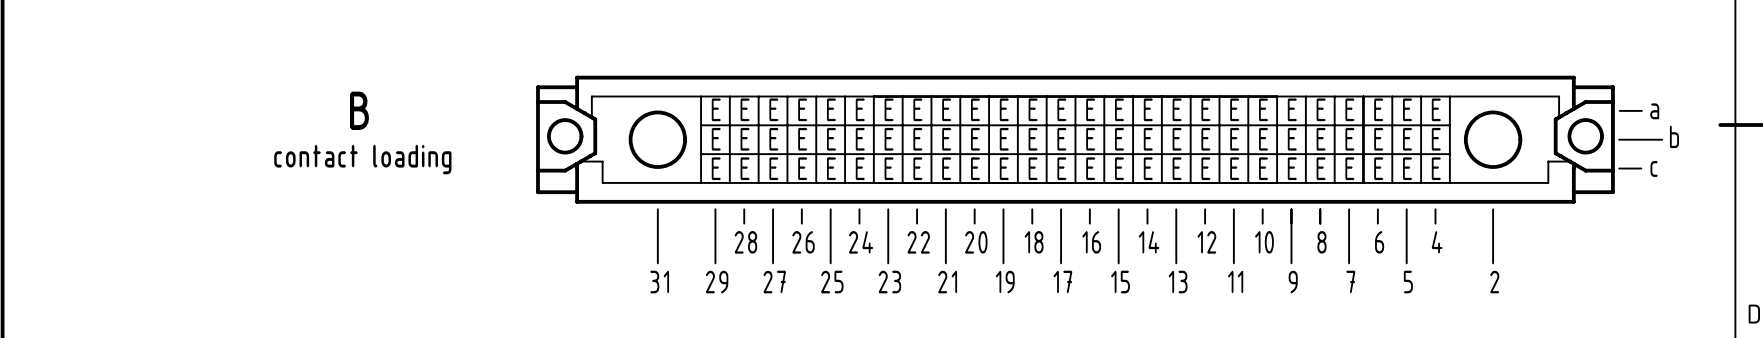 B
contact loading
E E E E E E E E E E E E E E E E E E E E E E E E E E a
E E E E E E E E E E E E E E E E E E E E E E E E E E b
E E E E E E E E E E E E E E E E E E E E E E E E E E c
28 26 24 22 20 18 16 14 12 10 8 6 4
31 29 27 25 23 21 19 17 15 13 11 9 7 5 2
D